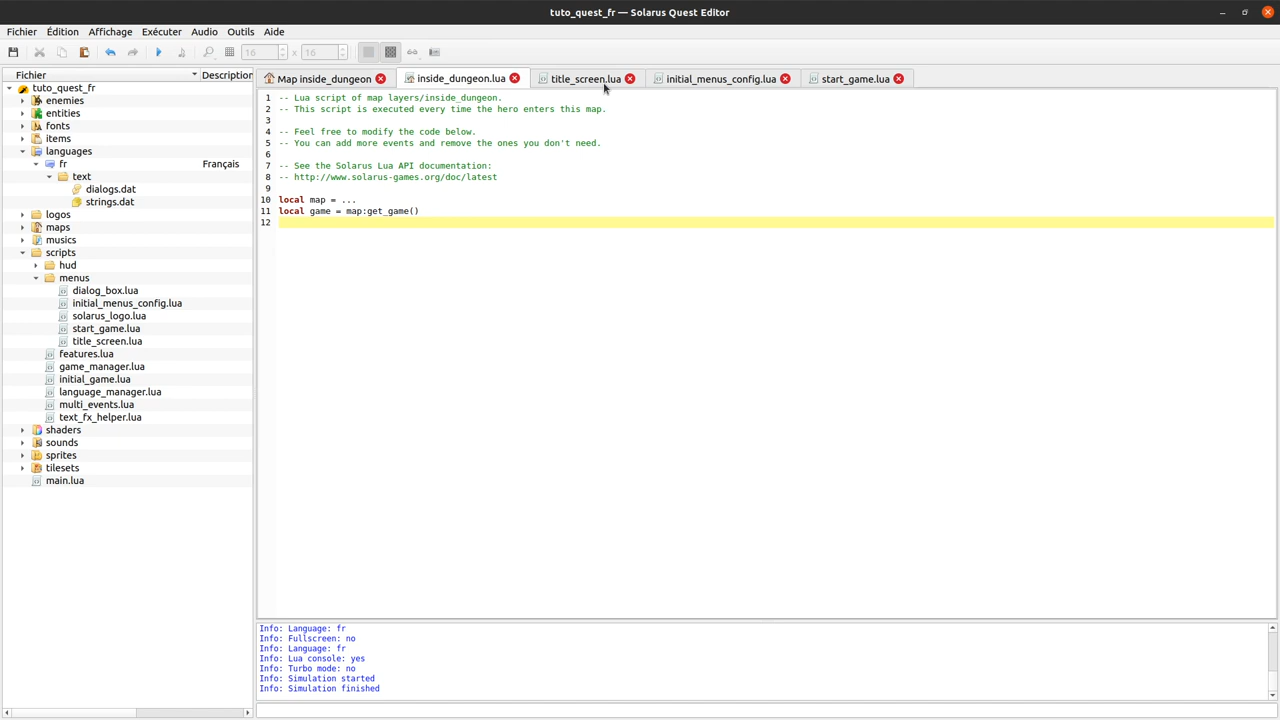 tuto_quest_fr — Solarus Quest Editor
Fichier Édition Affichage Exécuter Audio Outils Aide
16 x 16
Fichier Description
tuto_quest_fr
enemies
entities
fonts
items
languages
fr Français
text
dialogs.dat
strings.dat
logos
maps
musics
scripts
hud
menus
dialog_box.lua
initial_menus_config.lua
solarus_logo.lua
start_game.lua
title_screen.lua
features.lua
game_manager.lua
initial_game.lua
language_manager.lua
multi_events.lua
text_fx_helper.lua
shaders
sounds
sprites
tilesets
main.lua
Map inside_dungeon inside_dungeon.lua title_screen.lua initial_menus_config.lua start_game.lua
1 -- Lua script of map layers/inside_dungeon.
2 -- This script is executed every time the hero enters this map.
3
4 -- Feel free to modify the code below.
5 -- You can add more events and remove the ones you don't need.
6
7 -- See the Solarus Lua API documentation:
8 -- http://www.solarus-games.org/doc/latest
9
10 local map = ...
11 local game = map:get_game()
12
Info: Language: fr
Info: Fullscreen: no
Info: Language: fr
Info: Lua console: yes
Info: Turbo mode: no
Info: Simulation started
Info: Simulation finished